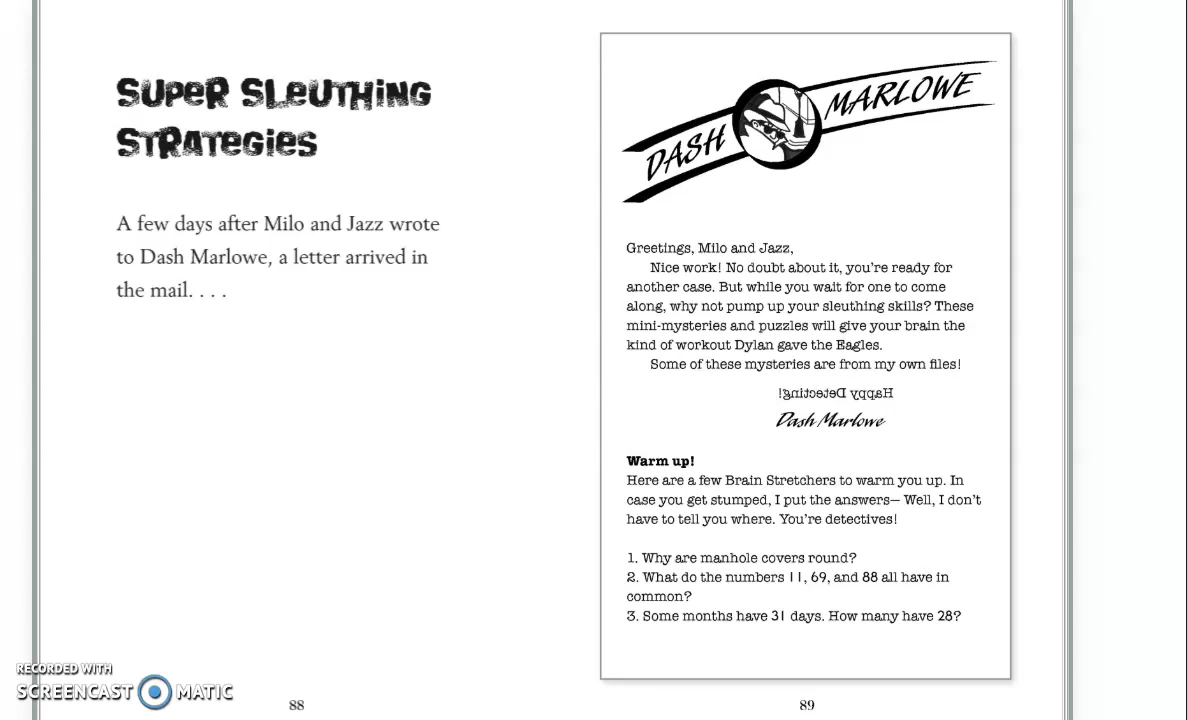 SUPER SLEUTHING
STRATEGIES
A few days after Milo and Jazz wrote
to Dash Marlowe, a letter arrived in
the mail. . . .
88
DASH MARLOWE
Greetings, Milo and Jazz,
Nice work! No doubt about it, you're ready for
another case. But while you wait for one to come
along, why not pump up your sleuthing skills? These
mini-mysteries and puzzles will give your brain the
kind of workout Dylan gave the Eagles.
Some of these mysteries are from my own files!
Happy Detecting!
Dash Marlowe
Warm up!
Here are a few Brain Stretchers to warm you up. In
case you get stumped, I put the answers— Well, I don't
have to tell you where. You're detectives!
1. Why are manhole covers round?
2. What do the numbers 11, 69, and 88 all have in
common?
3. Some months have 31 days. How many have 28?
89
RECORDED WITH
SCREENCAST MATIC